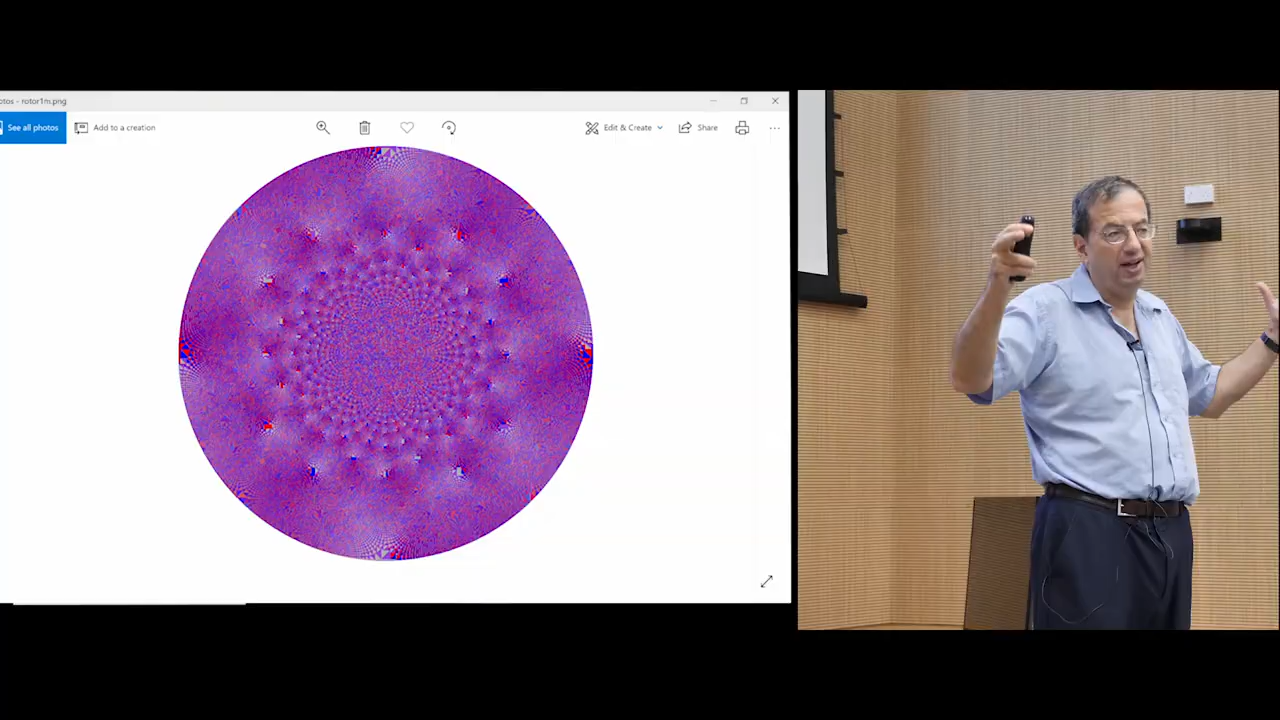 otos - rotor1m.png
See all photos
Add to a creation
Edit & Create
Share